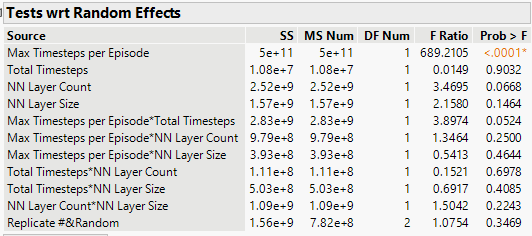 Tests wrt Random Effects
Source SS MS Num DF Num F Ratio Prob > F
Max Timesteps per Episode 5e+11 5e+11 1 689.2105 <.0001*
Total Timesteps 1.08e+7 1.08e+7 1 0.0149 0.9032
NN Layer Count 2.52e+9 2.52e+9 1 3.4695 0.0668
NN Layer Size 1.57e+9 1.57e+9 1 2.1580 0.1464
Max Timesteps per Episode*Total Timesteps 2.83e+9 2.83e+9 1 3.8974 0.0524
Max Timesteps per Episode*NN Layer Count 9.79e+8 9.79e+8 1 1.3464 0.2500
Max Timesteps per Episode*NN Layer Size 3.93e+8 3.93e+8 1 0.5413 0.4644
Total Timesteps*NN Layer Count 1.11e+8 1.11e+8 1 0.1521 0.6978
Total Timesteps*NN Layer Size 5.03e+8 5.03e+8 1 0.6917 0.4085
NN Layer Count*NN Layer Size 1.09e+9 1.09e+9 1 1.5042 0.2243
Replicate #&Random 1.56e+9 7.82e+8 2 1.0754 0.3469